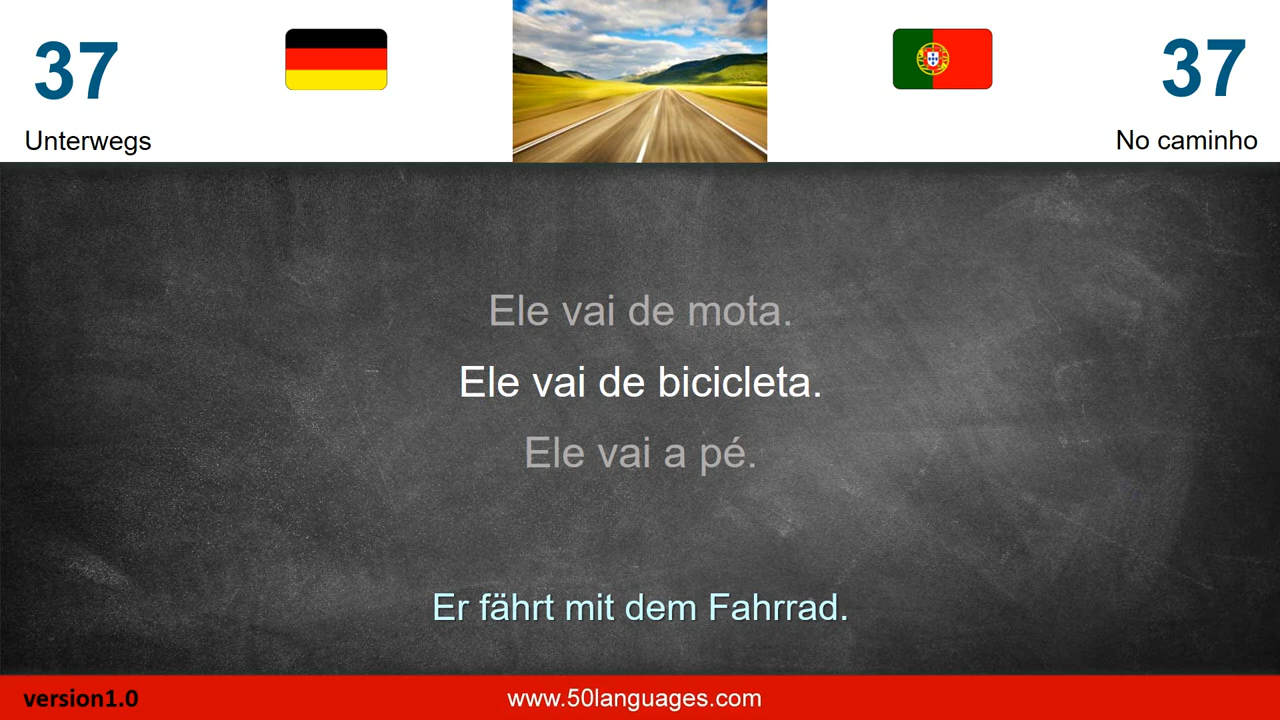 37
37
Unterwegs
No caminho
Ele vai de mota.
Ele vai de bicicleta.
Ele vai a pé.
Er fährt mit dem Fahrrad.
version1.0
www.50languages.com